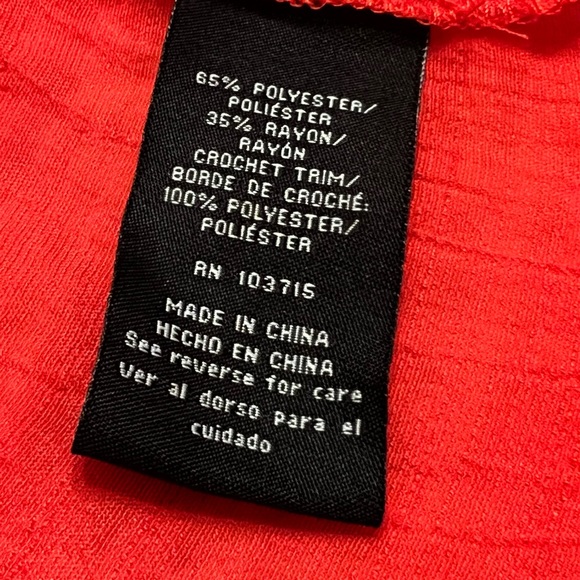 65% POLYESTER/
POLIÉSTER
35% RAYON/
RAYÓN
CROCHET TRIM/
BORDE DE CROCHÉ:
100% POLYESTER/
POLIÉSTER
RN 103715
MADE IN CHINA
HECHO EN CHINA
See reverse for care
Ver al dorso para el
cuidado